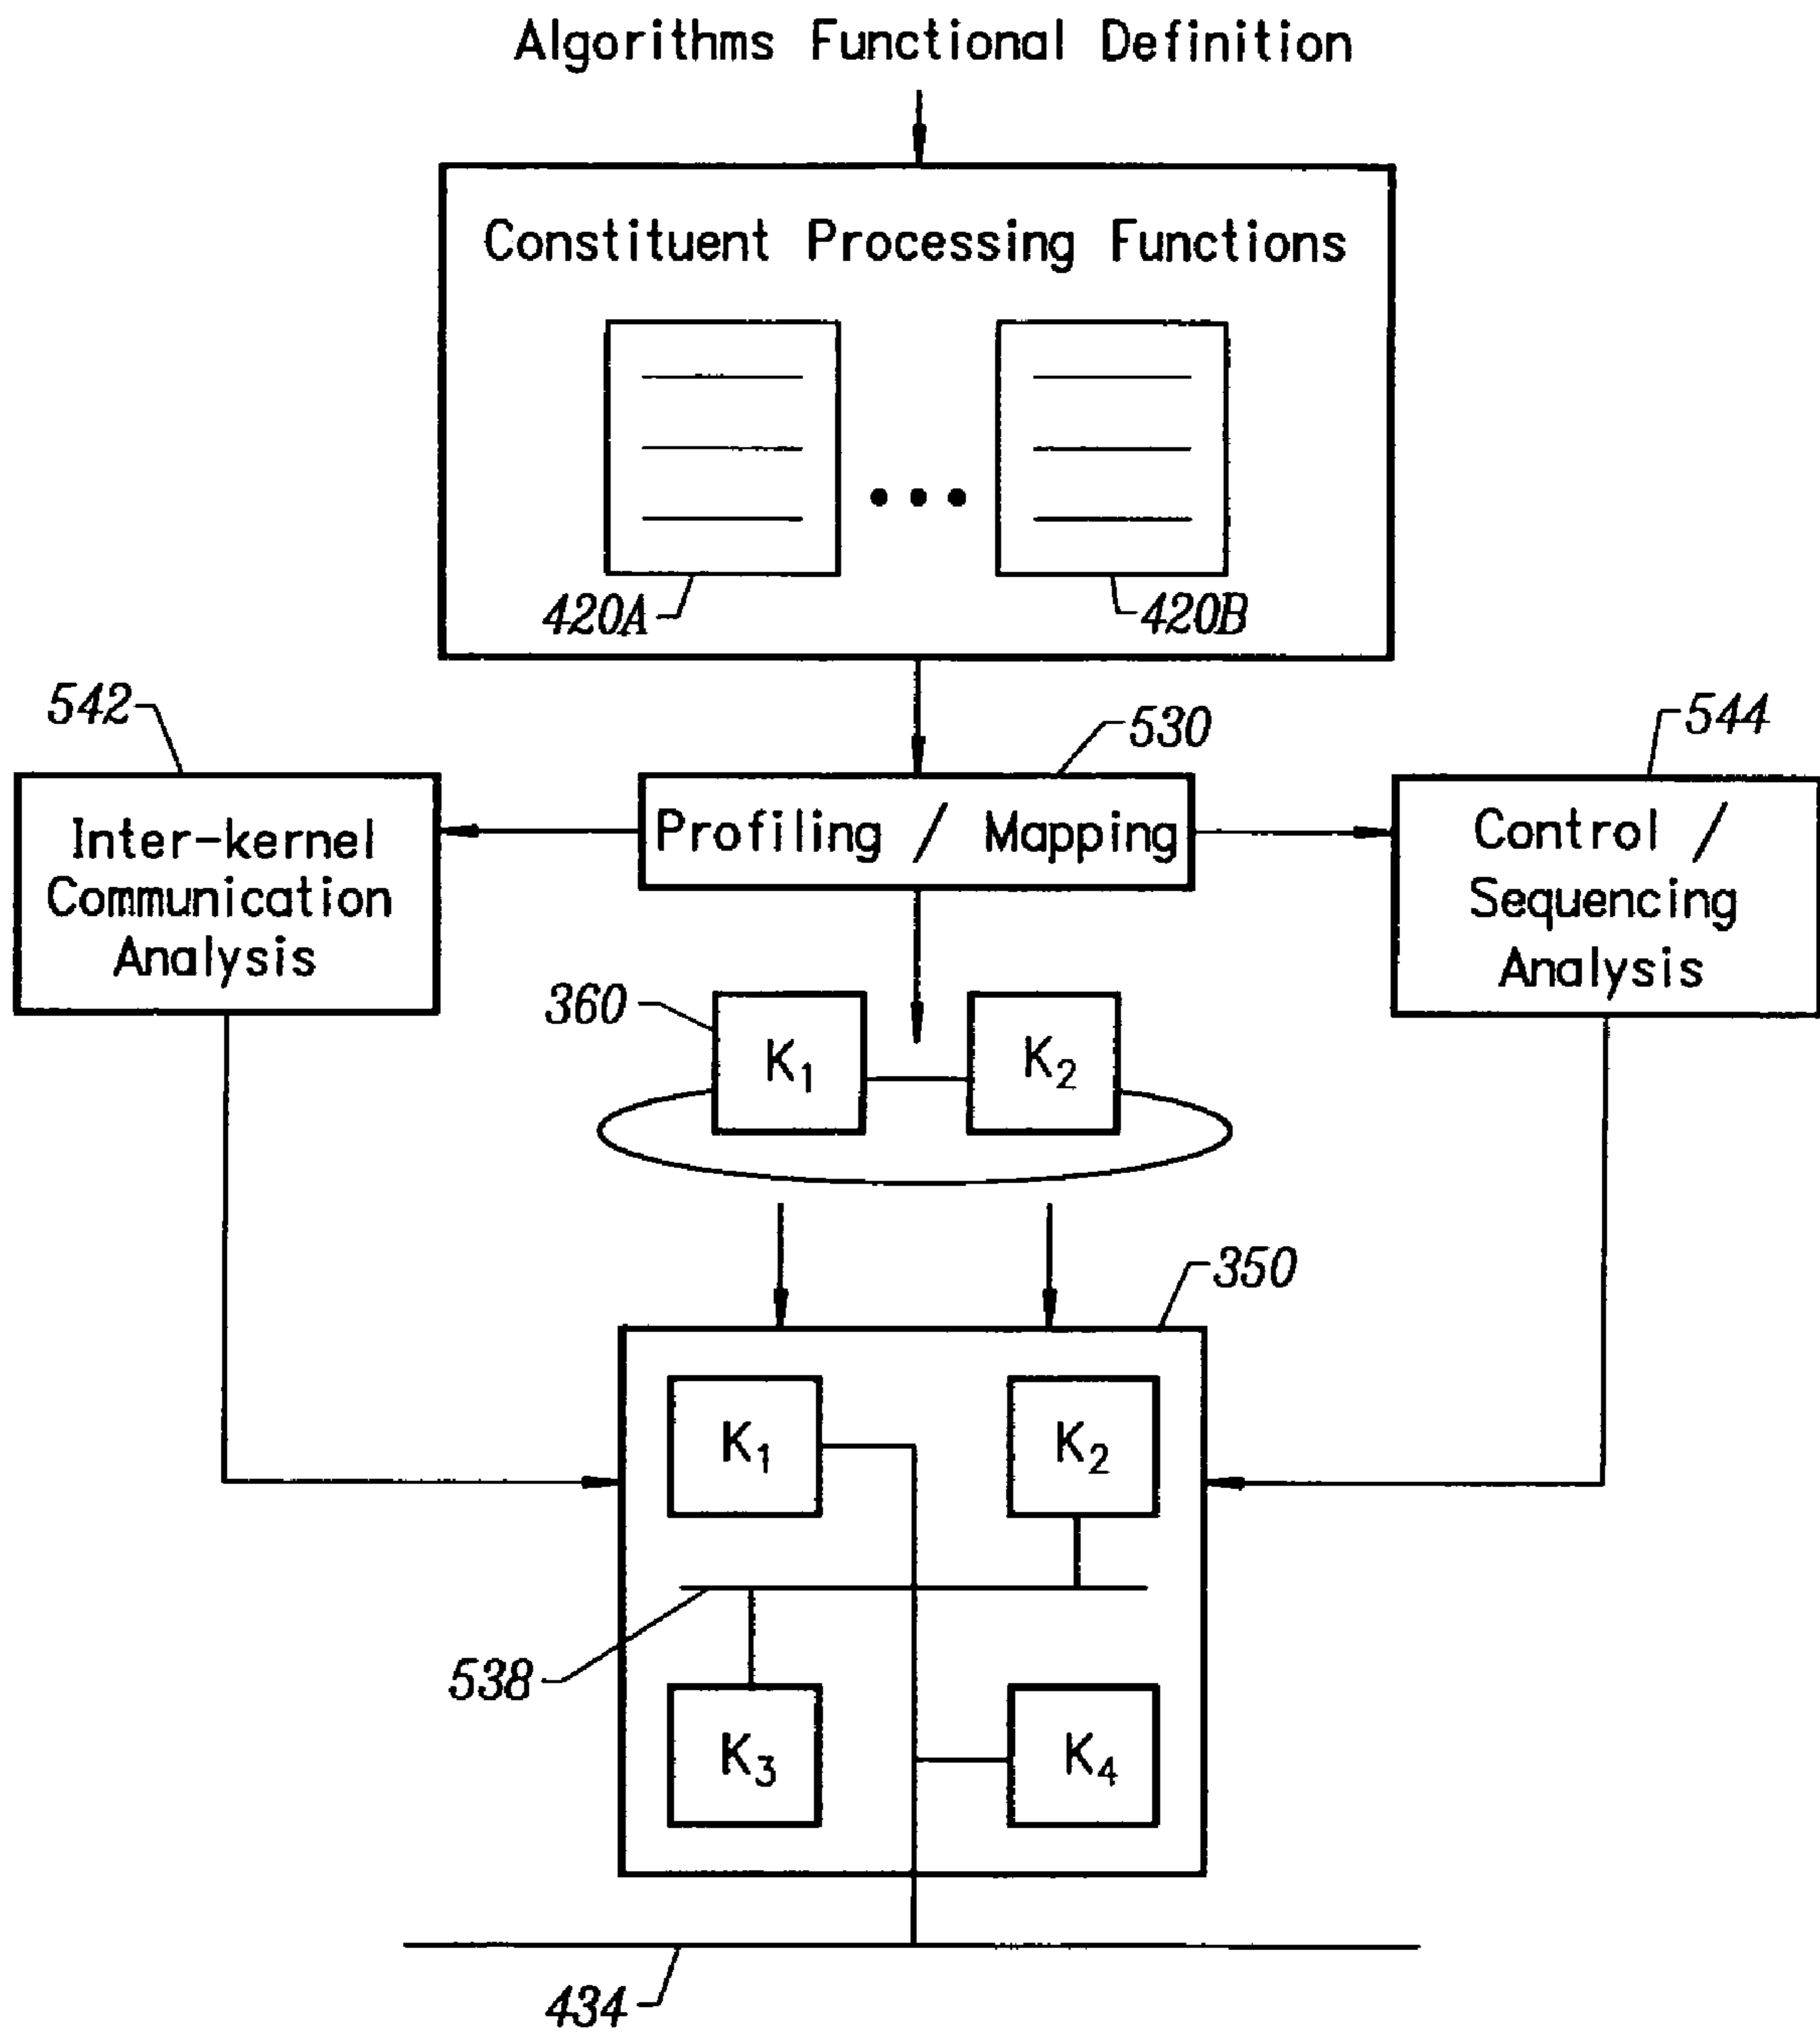 Algorithms Functional Definition
Constituent Processing Functions
420A
420B
542
530
544
Inter-kernel
Communication
Analysis
Profiling / Mapping
Control /
Sequencing
Analysis
360
K₁
K₂
350
K₁
K₂
538
K₃
K₄
434